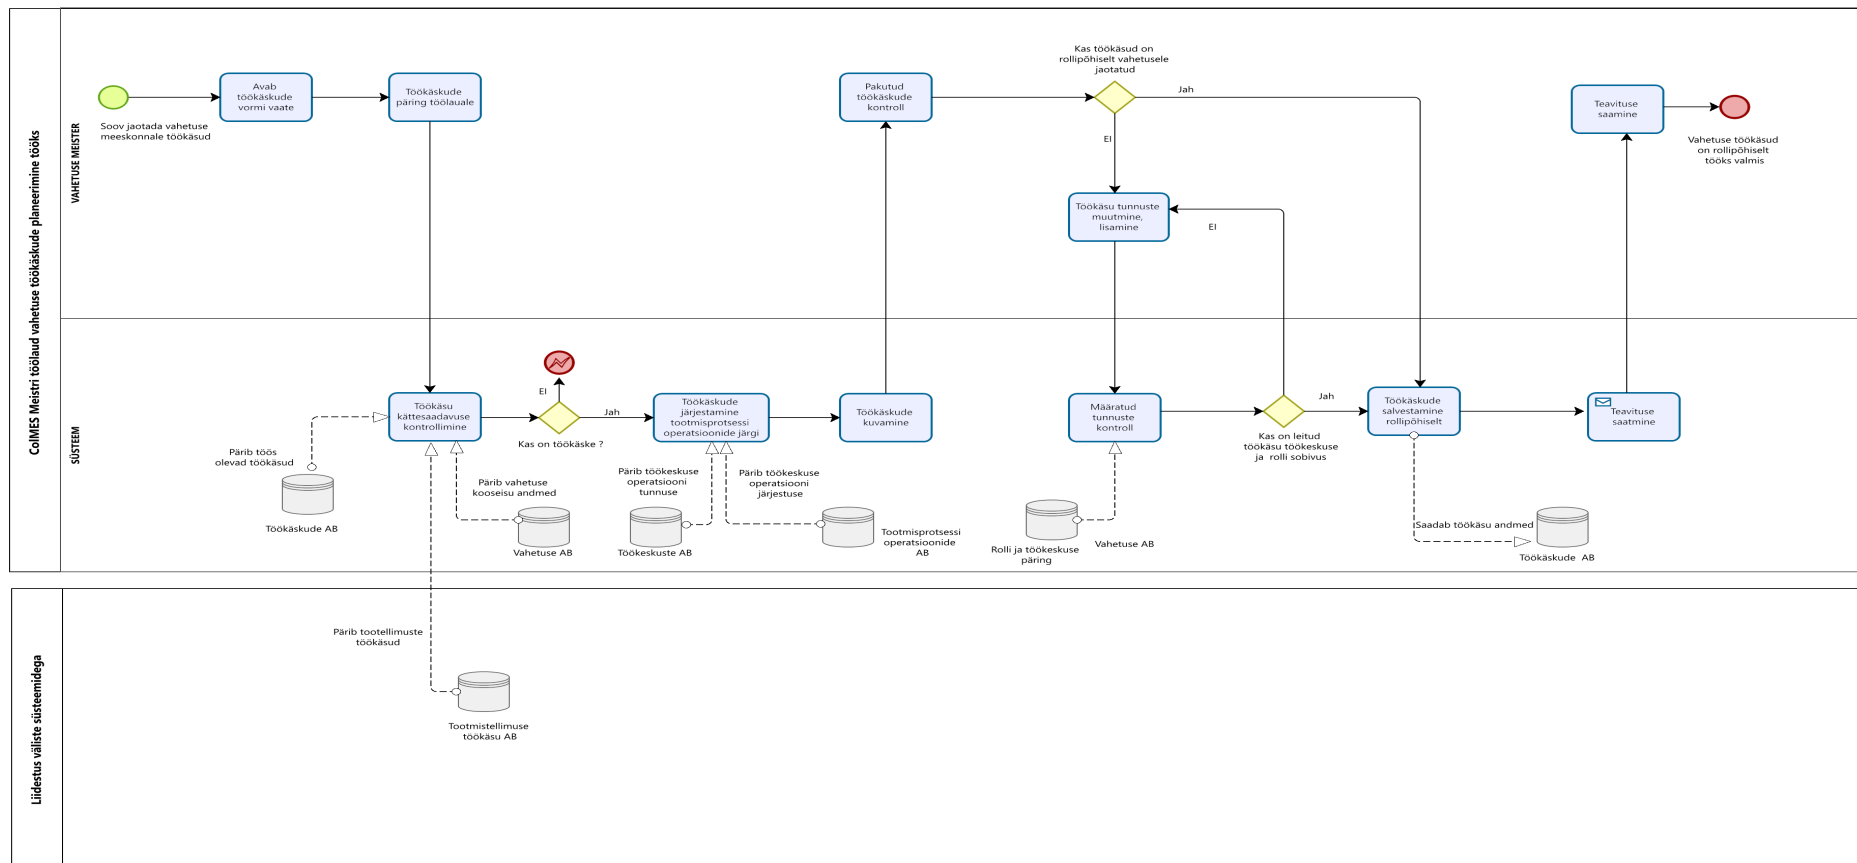 CoIMES Meistri töölaud vahetuse töökäskude planeerimine tööks
VAHETUSE MEISTER
Soov jaotada vahetuse
meeskonnale töökäsud
Avab
töökäskude
vormi vaate
Töökäskude
päring töölauale
Pakutud
töökäskude
kontroll
Kas töökäsud on
rollipõhiselt vahetusele
jaotatud
Jah
EI
Töökäsu tunnuste
muutmine,
lisamine
EI
Teavituse
saamine
Vahetuse töökäsud
on rollipõhiselt
tööks valmis
SÜSTEEM
Töökäsu
kättesaadavuse
kontrollimine
EI
Kas on töökäske ?
Jah
Töökäskude
järjestamine
tootmisprotsessi
operatsioonide järgi
Töökäskude
kuvamine
Määratud
tunnuste
kontroll
Kas on leitud
töökäsu töökeskuse
ja rolli sobivus
Jah
Töökäskude
salvestamine
rollipõhiselt
Teavituse
saatmine
Pärib töös
olevad töökäsud
Töökäskude AB
Pärib vahetuse
kooseisu andmed
Vahetuse AB
Pärib töökeskuse
operatsiooni
tunnuse
Töökeskuste AB
Pärib töökeskuse
operatsiooni
järjestuse
Tootmisprotsessi
operatsioonide
AB
Rolli ja töökeskuse
päring
Vahetuse AB
Saadab töökäsu andmed
Töökäskude AB
Liidestus väliste süsteemidega
Pärib tootellimuste
töökäsud
Tootmistellimuse
töökäsu AB